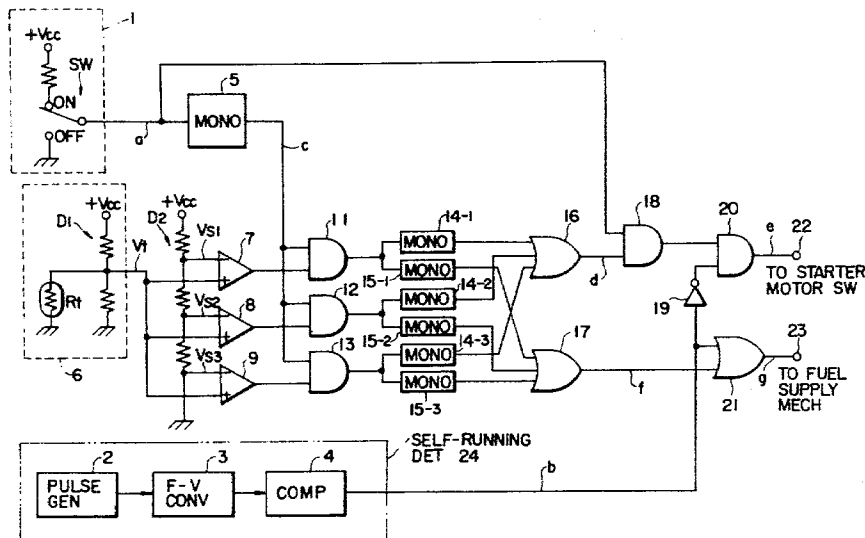 1
+Vcc
SW
ON
OFF
a
5
MONO
c
+Vcc
D1
Vt
Rt
6
+Vcc
D2
VS1
7
VS2
8
VS3
9
11
12
13
14-1
MONO
MONO
15-1
14-2
MONO
MONO
15-2
14-3
MONO
MONO
15-3
16
d
17
f
18
19
20
e
22
TO STARTER
MOTOR SW
21
g
23
TO FUEL
SUPPLY
MECH
SELF-RUNNING
DET 24
2
PULSE
GEN
3
F-V
CONV
4
COMP
b